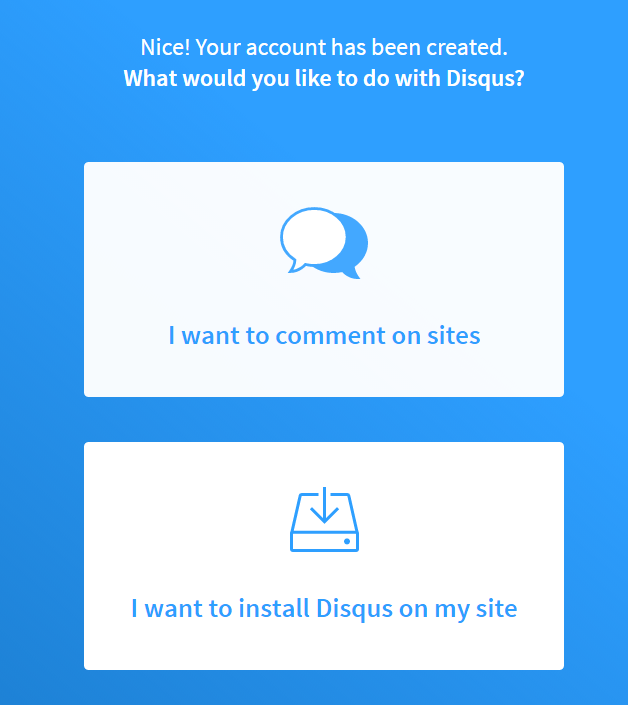 Nice! Your account has been created.
What would you like to do with Disqus?
I want to comment on sites
I want to install Disqus on my site